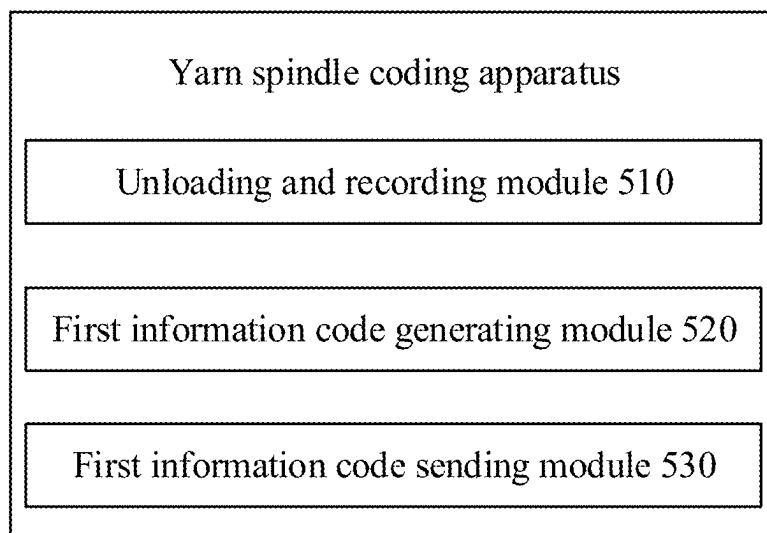 Yarn spindle coding apparatus
Unloading and recording module 510
First information code generating module 520
First information code sending module 530